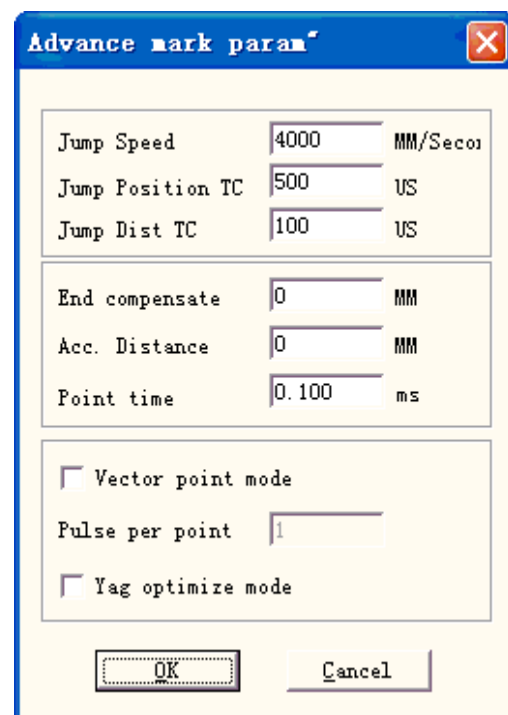 Advance mark param
Jump Speed 4000 MM/Secon
Jump Position TC 500 US
Jump Dist TC 100 US
End compensate 0 MM
Acc. Distance 0 MM
Point time 0.100 ms
Vector point mode
Pulse per point 1
Yag optimize mode
OK Cancel